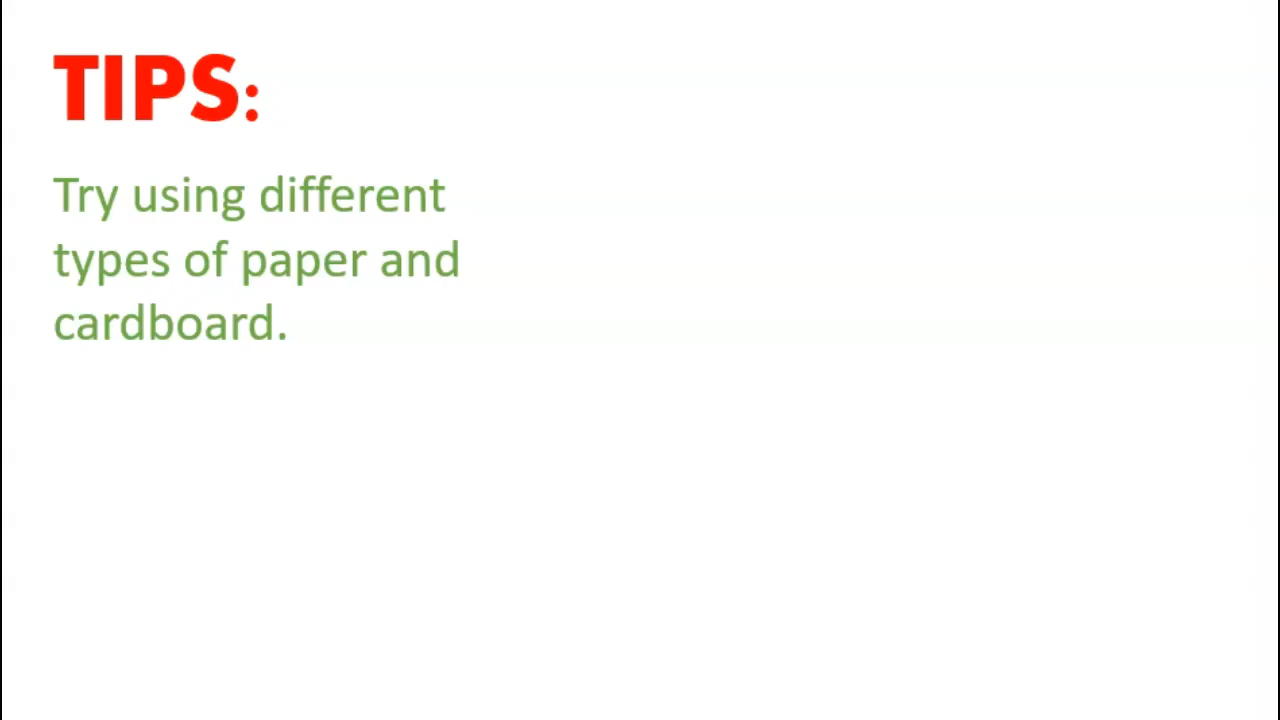 TIPS:
Try using different
types of paper and
cardboard.